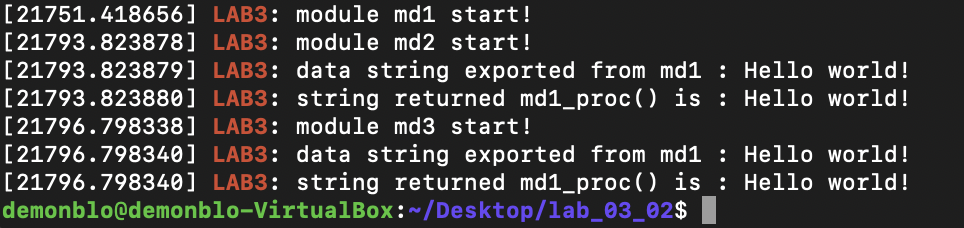 [21751.418656] LAB3: module md1 start!
[21793.823878] LAB3: module md2 start!
[21793.823879] LAB3: data string exported from md1 : Hello world!
[21793.823880] LAB3: string returned md1_proc() is : Hello world!
[21796.798338] LAB3: module md3 start!
[21796.798340] LAB3: data string exported from md1 : Hello world!
[21796.798340] LAB3: string returned md1_proc() is : Hello world!
demonblo@demonblo-VirtualBox:~/Desktop/lab_03_02$